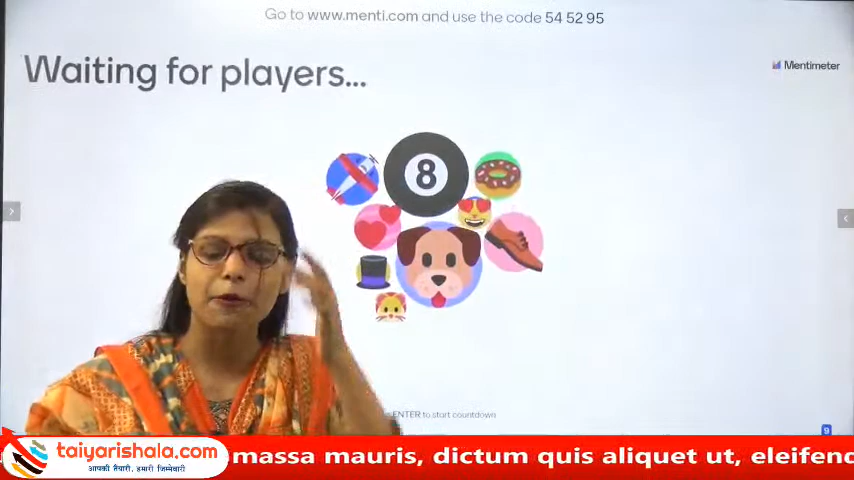 Go to www.menti.com and use the code 54 52 95
Waiting for players...
Mentimeter
8
ENTER to start countdown
9
taiyarishala.com
आपकी तैयारी, हमारी जिम्मेदारी
massa mauris, dictum quis aliquet ut, eleifend